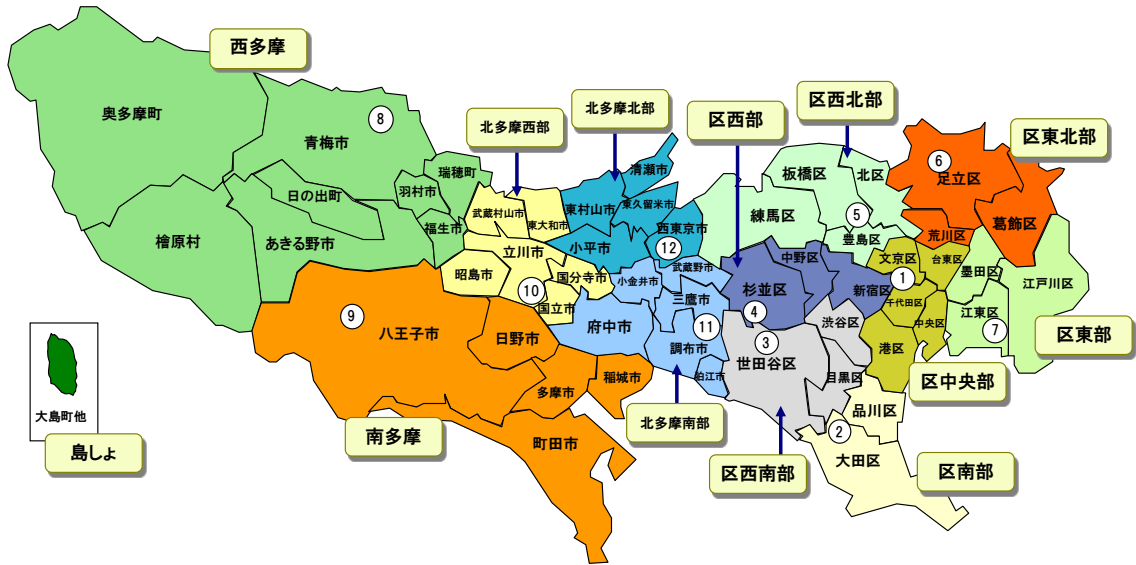 西多摩
奥多摩町
青梅市
⑧
瑞穂町
羽村市
日の出町
福生市
檜原村
あきる野市
北多摩西部
武蔵村山市
東大和市
立川市
昭島市
国分寺市
⑩
国立市
北多摩北部
清瀬市
東久留米市
東村山市
西東京市
小平市
⑫
区西部
中野区
杉並区
新宿区
④
区西北部
板橋区
北区
練馬区
⑤
豊島区
区東北部
⑥
足立区
葛飾区
荒川区
文京区
台東区
①
千代田区
中央区
港区
区中央部
墨田区
江戸川区
江東区
⑦
区東部
武蔵野市
小金井市
三鷹市
府中市
⑪
調布市
狛江市
北多摩南部
渋谷区
③
世田谷区
目黒区
区西南部
品川区
②
大田区
区南部
⑨
八王子市
日野市
多摩市
稲城市
町田市
南多摩
大島町他
島しょ